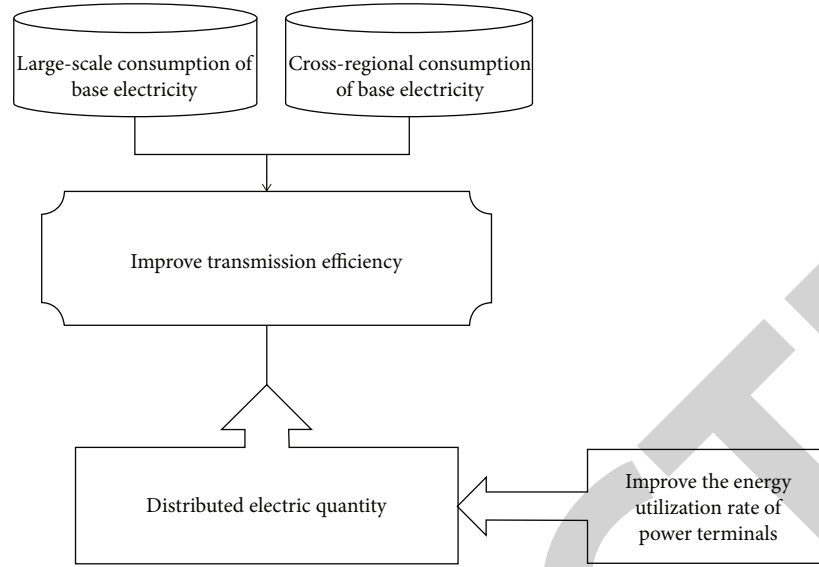 Large-scale consumption of
base electricity
Cross-regional consumption
of base electricity
Improve transmission efficiency
Distributed electric quantity
Improve the energy
utilization rate of
power terminals